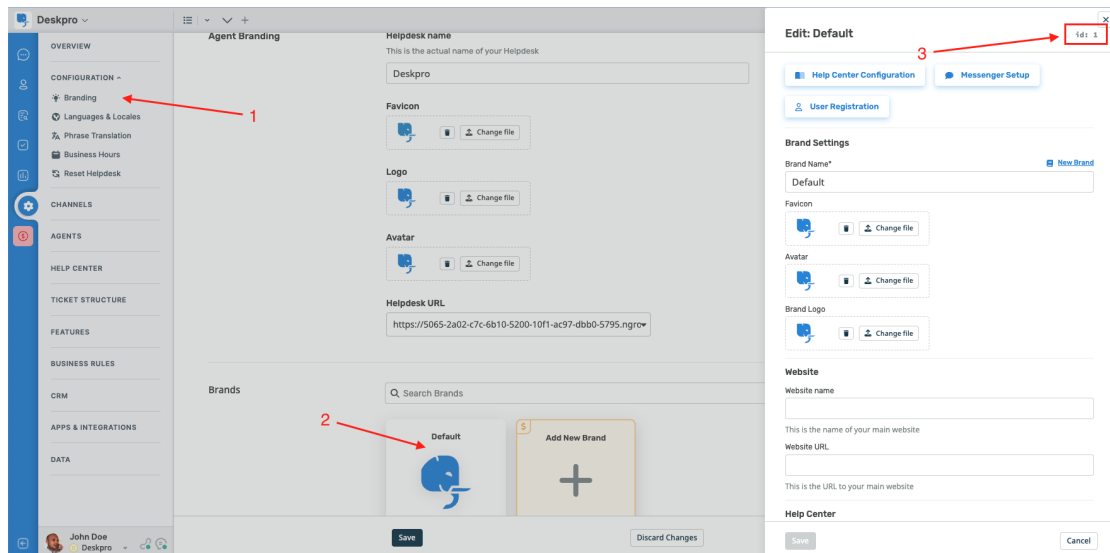 Deskpro
OVERVIEW
CONFIGURATION
Branding
Languages & Locales
Phrase Translation
Business Hours
Reset Helpdesk
CHANNELS
AGENTS
HELP CENTER
TICKET STRUCTURE
FEATURES
BUSINESS RULES
CRM
APPS & INTEGRATIONS
DATA
John Doe
Deskpro
1
Agent Branding
Helpdesk name
This is the actual name of your Helpdesk
Deskpro
Favicon
Change file
Logo
Change file
Avatar
Change file
Helpdesk URL
https://5065-2a02-c7c-6b10-5200-10f1-ac97-dbb0-5795.ngrc
Brands
Search Brands
2
Default
$
Add New Brand
Save
Discard Changes
3
Edit: Default
id: 1
Help Center Configuration
Messenger Setup
User Registration
Brand Settings
Brand Name*
New Brand
Default
Favicon
Change file
Avatar
Change file
Brand Logo
Change file
Website
Website name
This is the name of your main website
Website URL
This is the URL to your main website
Help Center
Save
Cancel